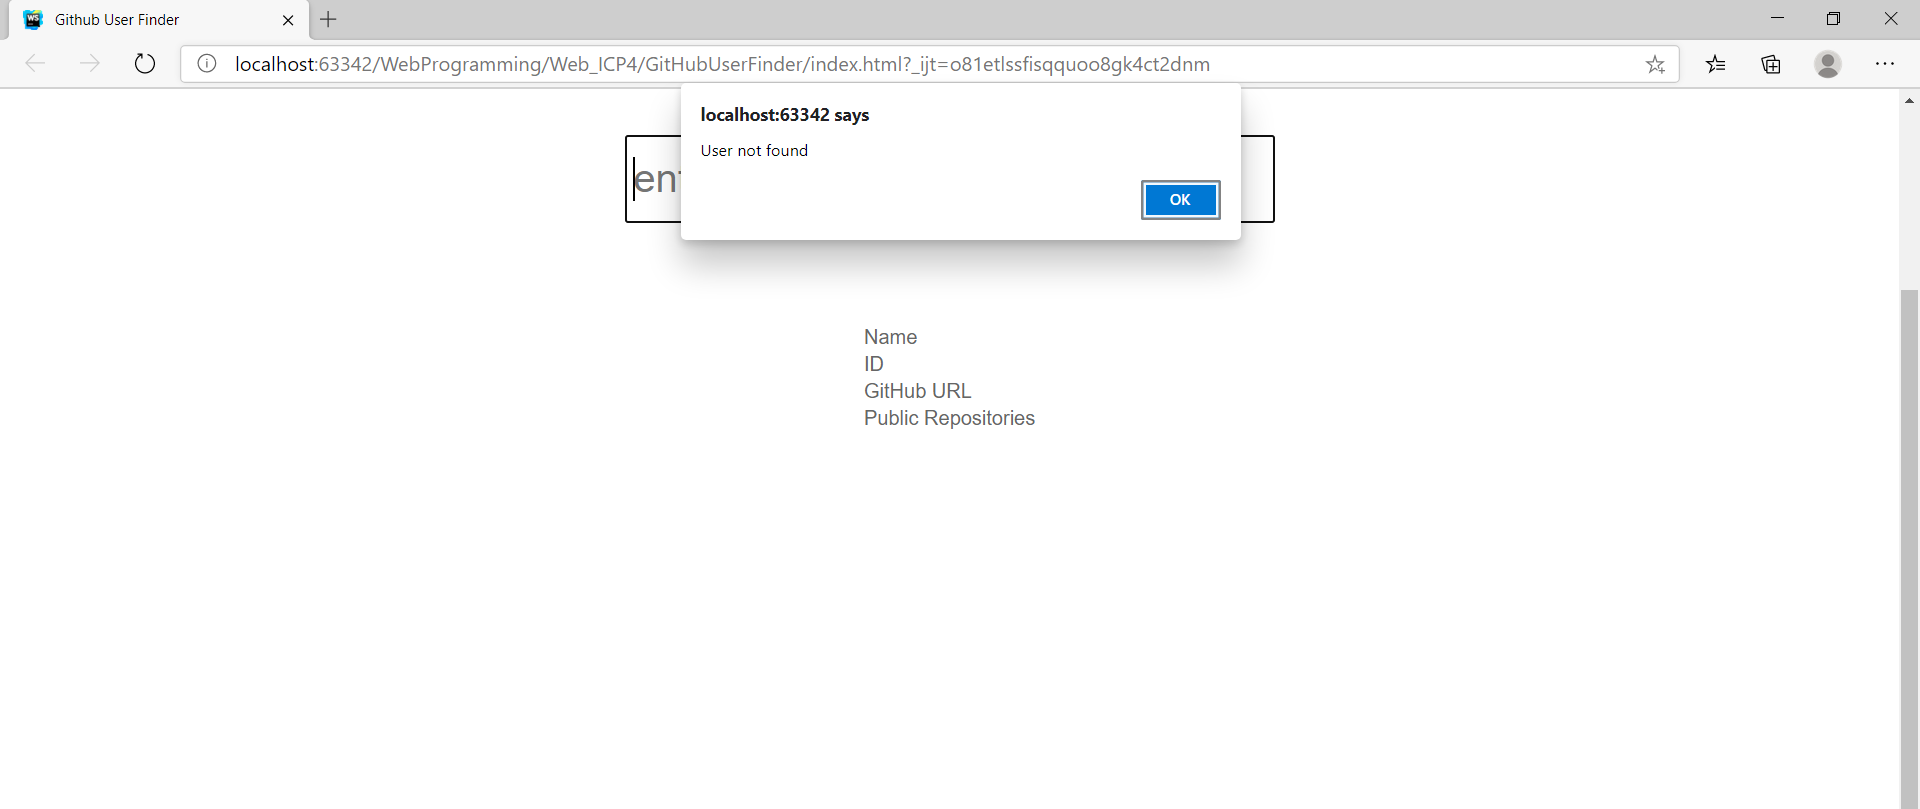 WS
Github User Finder
localhost:63342/WebProgramming/Web_ICP4/GitHubUserFinder/index.html?_ijt=o81etlssfisqquoo8gk4ct2dnm
localhost:63342 says
User not found
OK
Name
ID
GitHub URL
Public Repositories